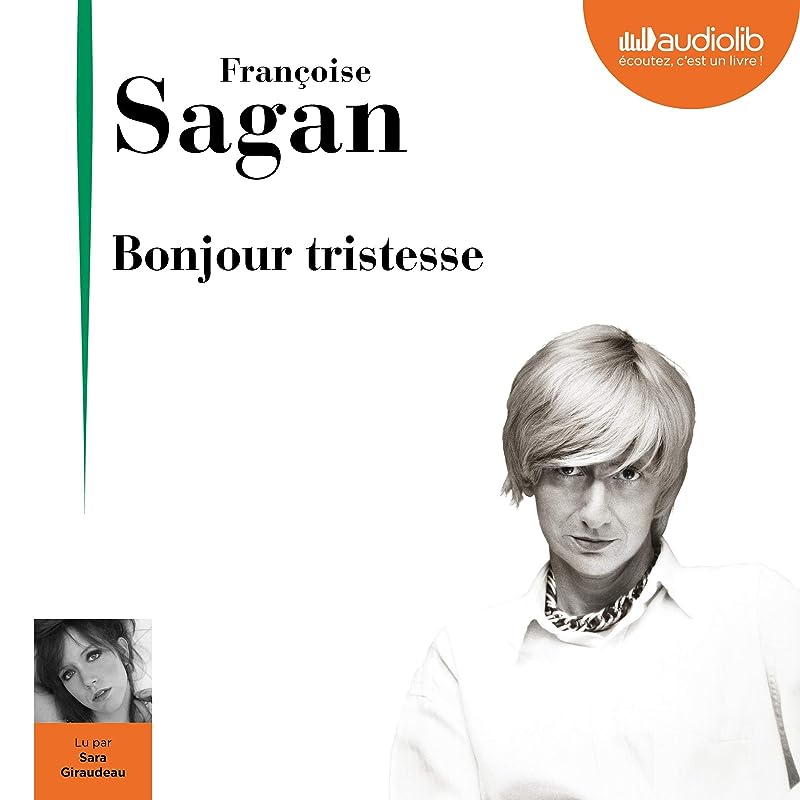 audiolib
écoutez, c'est un livre !
Françoise
Sagan
Bonjour tristesse
Lu par
Sara
Giraudeau